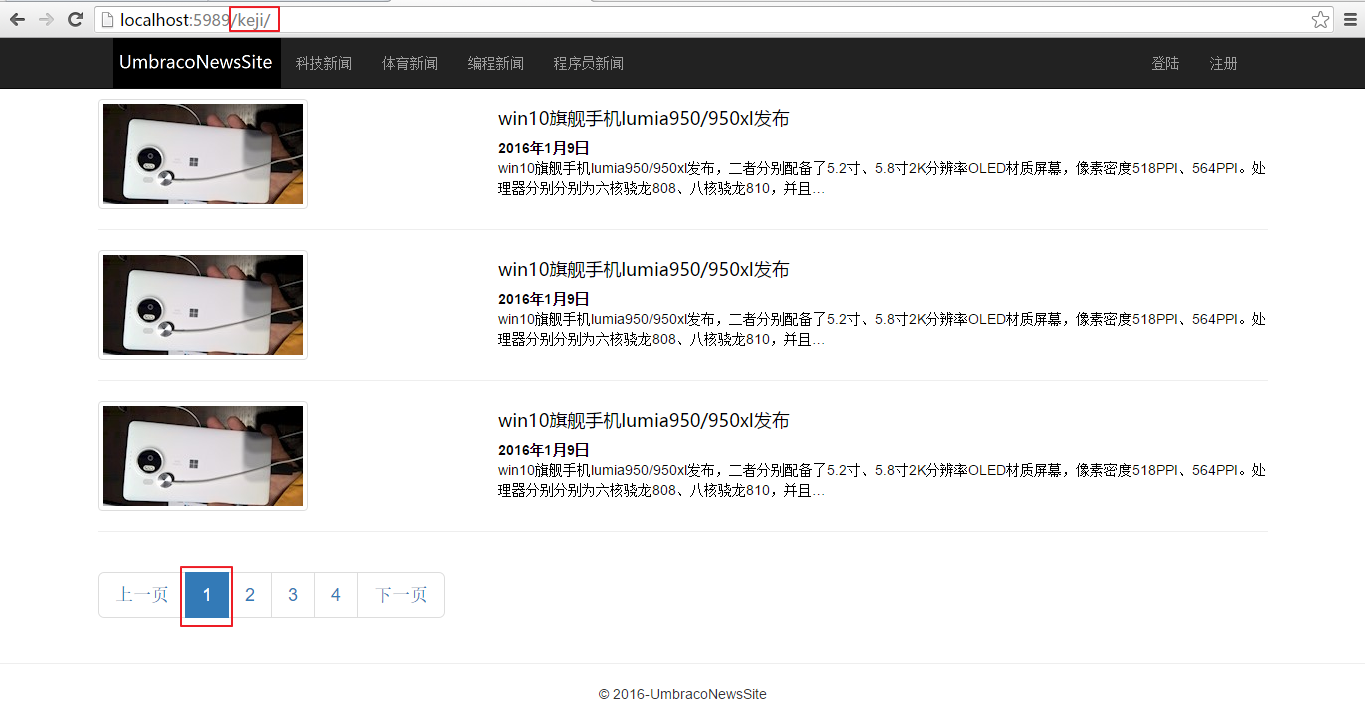 localhost:5989/keji/
UmbracoNewsSite 科技新闻 体育新闻 编程新闻 程序员新闻 登陆 注册
win10旗舰手机lumia950/950xl发布
2016年1月9日
win10旗舰手机lumia950/950xl发布，二者分别配备了5.2寸、5.8寸2K分辨率OLED材质屏幕，像素密度518PPI、564PPI。处
理器分别分别为六核骁龙808、八核骁龙810，并且…
win10旗舰手机lumia950/950xl发布
2016年1月9日
win10旗舰手机lumia950/950xl发布，二者分别配备了5.2寸、5.8寸2K分辨率OLED材质屏幕，像素密度518PPI、564PPI。处
理器分别分别为六核骁龙808、八核骁龙810，并且…
win10旗舰手机lumia950/950xl发布
2016年1月9日
win10旗舰手机lumia950/950xl发布，二者分别配备了5.2寸、5.8寸2K分辨率OLED材质屏幕，像素密度518PPI、564PPI。处
理器分别分别为六核骁龙808、八核骁龙810，并且…
上一页 1 2 3 4 下一页
© 2016-UmbracoNewsSite